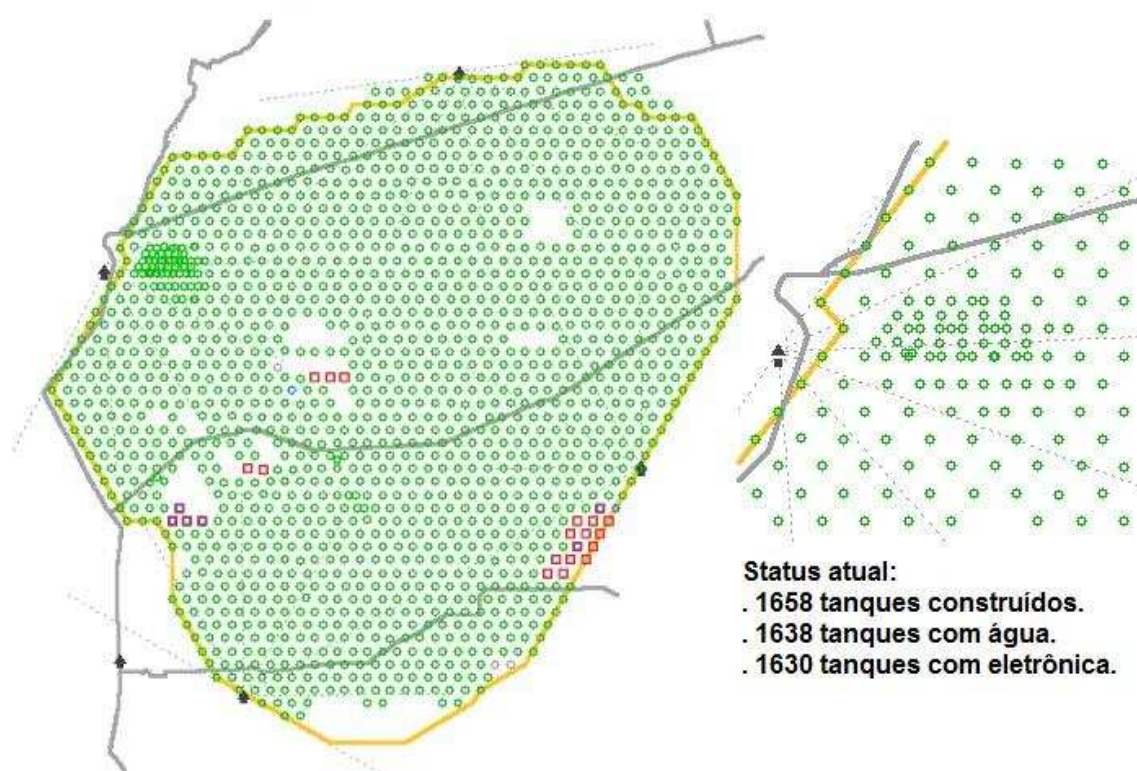 Status atual:
. 1658 tanques construídos.
. 1638 tanques com água.
. 1630 tanques com eletrônica.